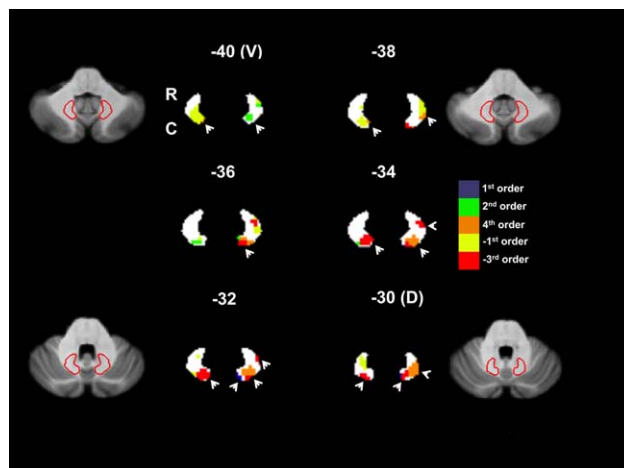 -40 (V)
-38
R
C
-36
-34
1st order
2nd order
4th order
-1st order
-3rd order
-32
-30 (D)